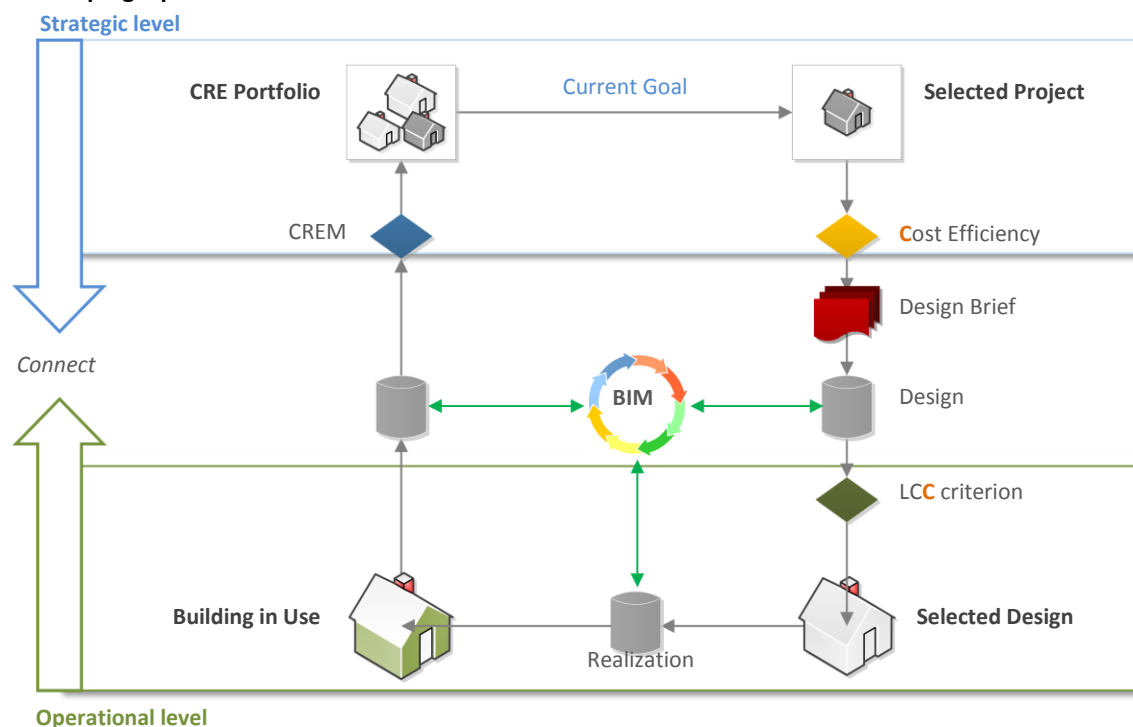 Strategic level
CRE Portfolio
Current Goal
Selected Project
CREM
Cost Efficiency
Design Brief
Connect
BIM
Design
LCC criterion
Building in Use
Selected Design
Realization
Operational level